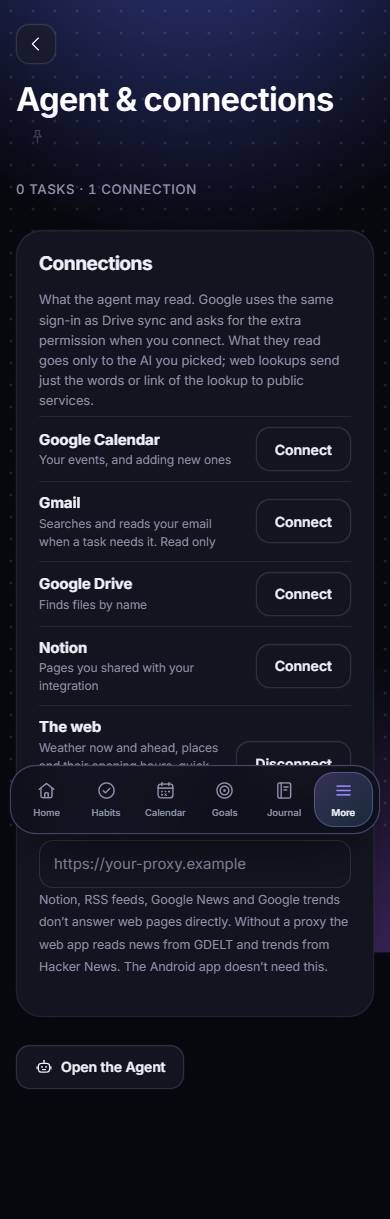 Agent & connections
0 TASKS · 1 CONNECTION
Connections
What the agent may read. Google uses the same
sign-in as Drive sync and asks for the extra
permission when you connect. What they read
goes only to the AI you picked; web lookups send
just the words or link of the lookup to public
services.
Google Calendar
Your events, and adding new ones
Connect
Gmail
Searches and reads your email
when a task needs it. Read only
Connect
Google Drive
Finds files by name
Connect
Notion
Pages you shared with your
integration
Connect
The web
Weather now and ahead, places
and their opening hours, quick
Disconnect
Home
Habits
Calendar
Goals
Journal
More
https://your-proxy.example
Notion, RSS feeds, Google News and Google trends
don’t answer web pages directly. Without a proxy the
web app reads news from GDELT and trends from
Hacker News. The Android app doesn’t need this.
Open the Agent